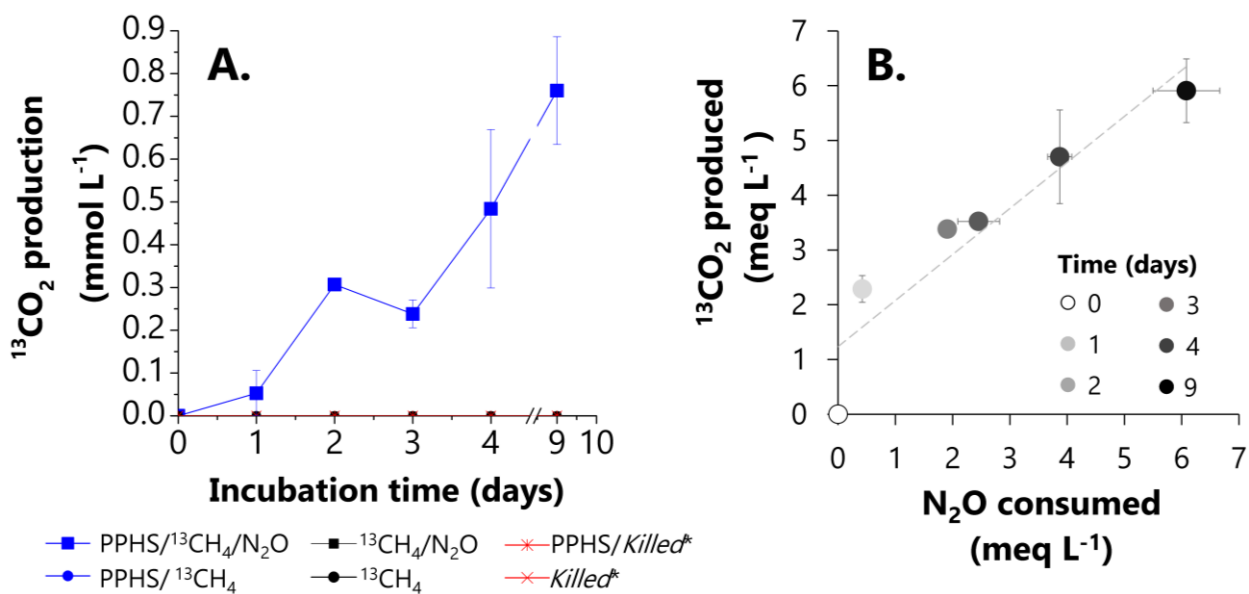 A.
¹³CO₂ production
(mmol L⁻¹)
0.9
0.8
0.7
0.6
0.5
0.4
0.3
0.2
0.1
0.0
0 1 2 3 4 9 10
Incubation time (days)
PPHS/¹³CH₄/N₂O ¹³CH₄/N₂O PPHS/Killed*
PPHS/ ¹³CH₄ ¹³CH₄ Killed*
B.
¹³CO₂ produced
(meq L⁻¹)
7
6
5
4
3
2
1
0
Time (days)
0 3
1 4
2 9
0 1 2 3 4 5 6 7
N₂O consumed
(meq L⁻¹)